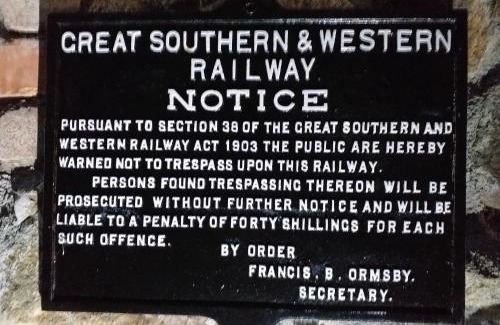 GREAT SOUTHERN & WESTERN
RAILWAY
NOTICE
PURSUANT TO SECTION 38 OF THE GREAT SOUTHERN AND
WESTERN RAILWAY ACT 1903 THE PUBLIC ARE HEREBY
WARNED NOT TO TRESPASS UPON THIS RAILWAY.
PERSONS FOUND TRESPASSING THEREON WILL BE
PROSECUTED WITHOUT FURTHER NOTICE AND WILL BE
LIABLE TO A PENALTY OF FORTY SHILLINGS FOR EACH
SUCH OFFENCE.
BY ORDER
FRANCIS. B. ORMSBY.
SECRETARY.